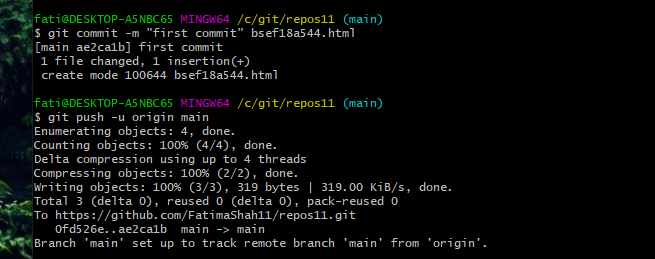 fati@DESKTOP-A5NBC65 MINGW64 /c/git/repos11 (main)
$ git commit -m "first commit" bsef18a544.html
[main ae2ca1b] first commit
 1 file changed, 1 insertion(+)
 create mode 100644 bsef18a544.html

fati@DESKTOP-A5NBC65 MINGW64 /c/git/repos11 (main)
$ git push -u origin main
Enumerating objects: 4, done.
Counting objects: 100% (4/4), done.
Delta compression using up to 4 threads
Compressing objects: 100% (2/2), done.
Writing objects: 100% (3/3), 319 bytes | 319.00 KiB/s, done.
Total 3 (delta 0), reused 0 (delta 0), pack-reused 0
To https://github.com/FatimaShah11/repos11.git
   0fd526e..ae2ca1b  main -> main
Branch 'main' set up to track remote branch 'main' from 'origin'.